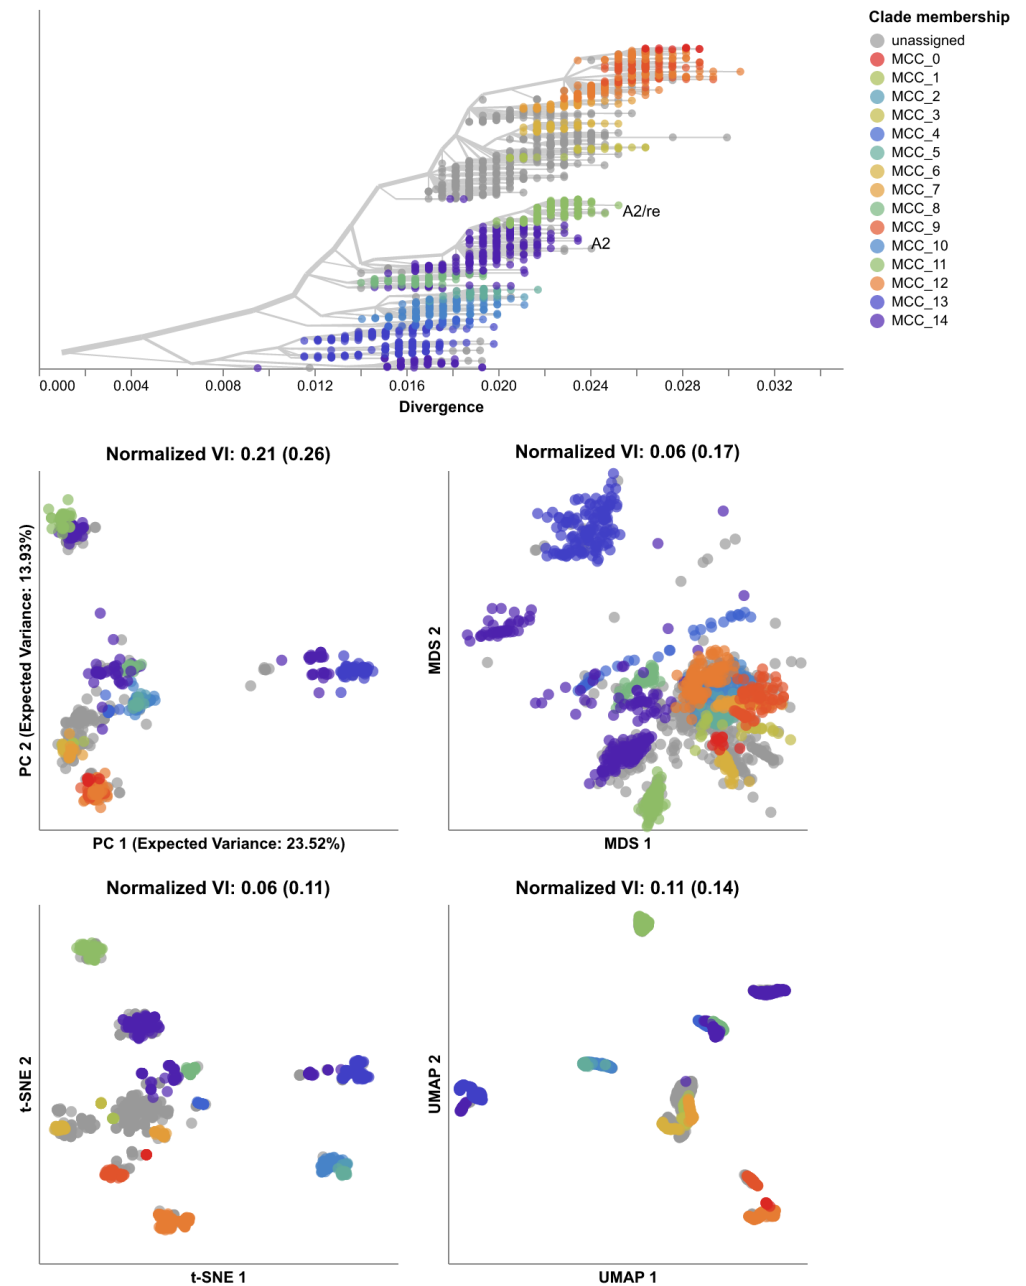 Clade membership
unassigned
MCC_0
MCC_1
MCC_2
MCC_3
MCC_4
MCC_5
MCC_6
MCC_7
MCC_8
MCC_9
MCC_10
MCC_11
MCC_12
MCC_13
MCC_14
A2/re
A2
0.000 0.004 0.008 0.012 0.016 0.020 0.024 0.028 0.032
Divergence
Normalized VI: 0.21 (0.26)
PC 2 (Expected Variance: 13.93%)
PC 1 (Expected Variance: 23.52%)
Normalized VI: 0.06 (0.17)
MDS 2
MDS 1
Normalized VI: 0.06 (0.11)
t-SNE 2
t-SNE 1
Normalized VI: 0.11 (0.14)
UMAP 2
UMAP 1